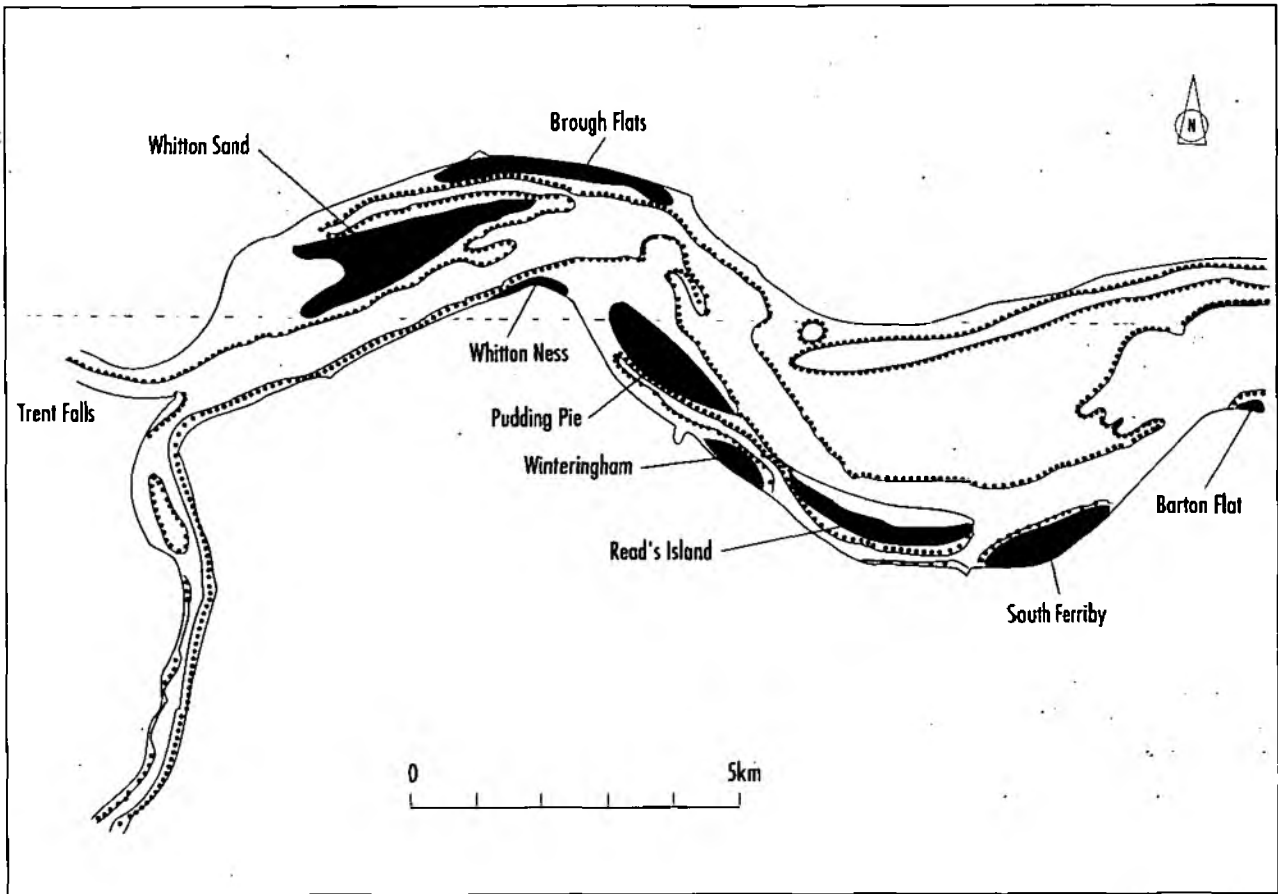 Brough Flats
Whitton Sand
N
Whitton Ness
Trent Falls
Pudding Pie
Winteringham
Barton Flat
Read's Island
South Ferriby
0 5km